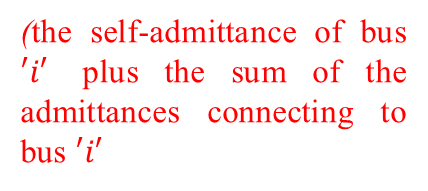 (the self-admittance of bus
′i′ plus the sum of the
admittances connecting to
bus ′i′